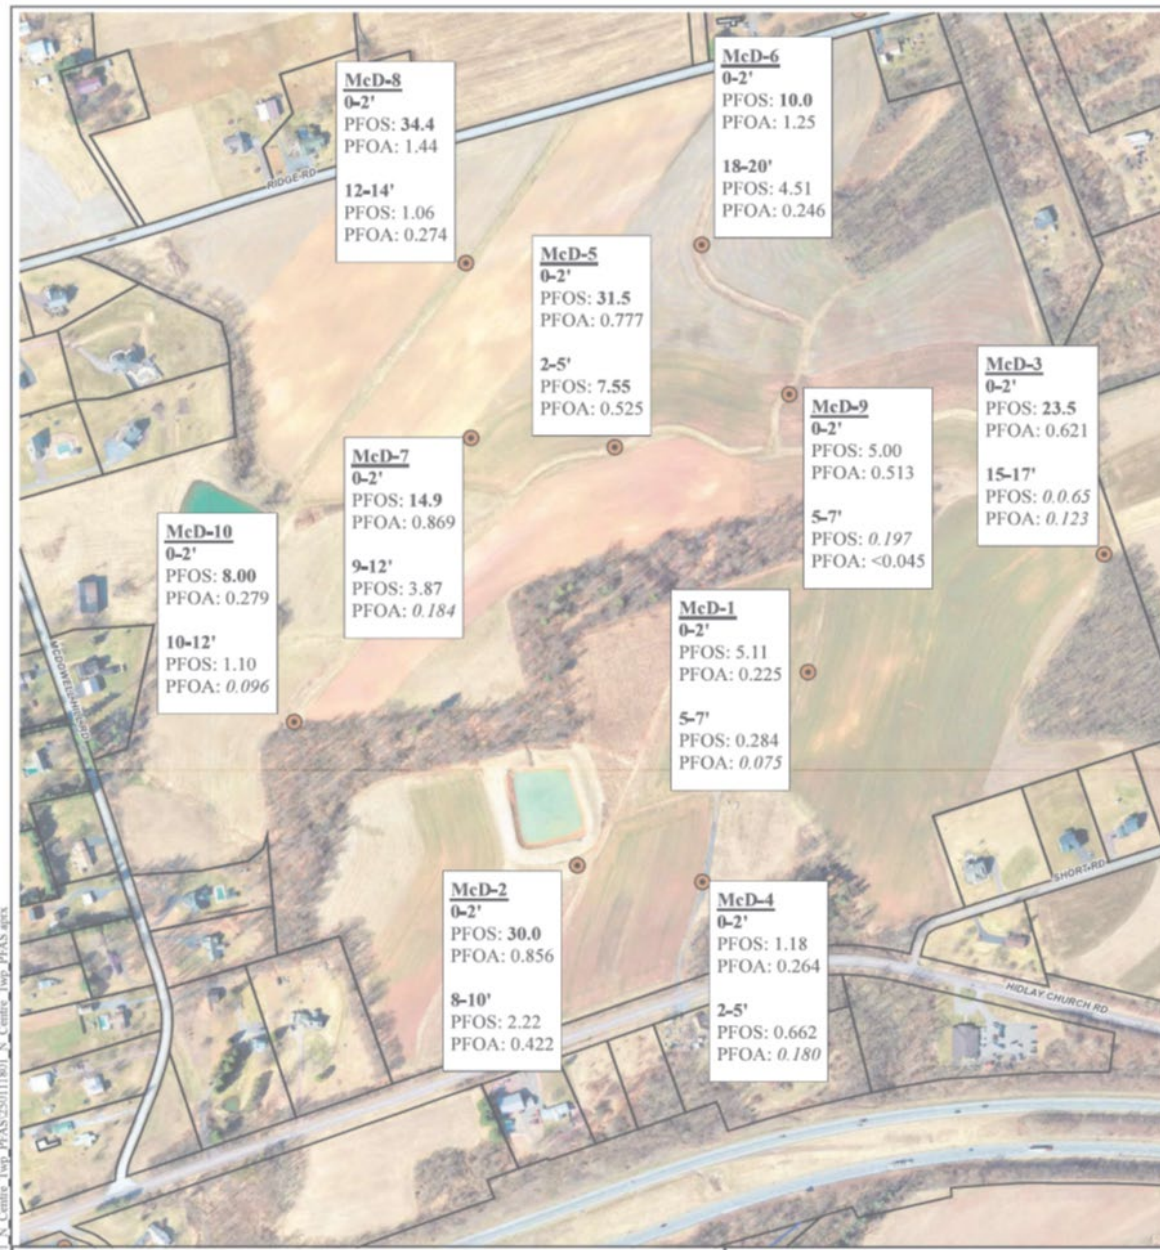 McD-6
0-2'
PFOS: 10.0
PFOA: 1.25
18-20'
PFOS: 4.51
PFOA: 0.246
McD-8
0-2'
PFOS: 34.4
PFOA: 1.44
12-14'
PFOS: 1.06
PFOA: 0.274
RIDGE RD
McD-5
0-2'
PFOS: 31.5
PFOA: 0.777
2-5'
PFOS: 7.55
PFOA: 0.525
McD-3
0-2'
PFOS: 23.5
PFOA: 0.621
15-17'
PFOS: 0.0.65
PFOA: 0.123
McD-9
0-2'
PFOS: 5.00
PFOA: 0.513
5-7'
PFOS: 0.197
PFOA: <0.045
McD-7
0-2'
PFOS: 14.9
PFOA: 0.869
9-12'
PFOS: 3.87
PFOA: 0.184
McD-10
0-2'
PFOS: 8.00
PFOA: 0.279
10-12'
PFOS: 1.10
PFOA: 0.096
MCDOWELL HILL RD
McD-1
0-2'
PFOS: 5.11
PFOA: 0.225
5-7'
PFOS: 0.284
PFOA: 0.075
SHORT RD
McD-2
0-2'
PFOS: 30.0
PFOA: 0.856
8-10'
PFOS: 2.22
PFOA: 0.422
McD-4
0-2'
PFOS: 1.18
PFOA: 0.264
2-5'
PFOS: 0.662
PFOA: 0.180
HIDLAY CHURCH RD